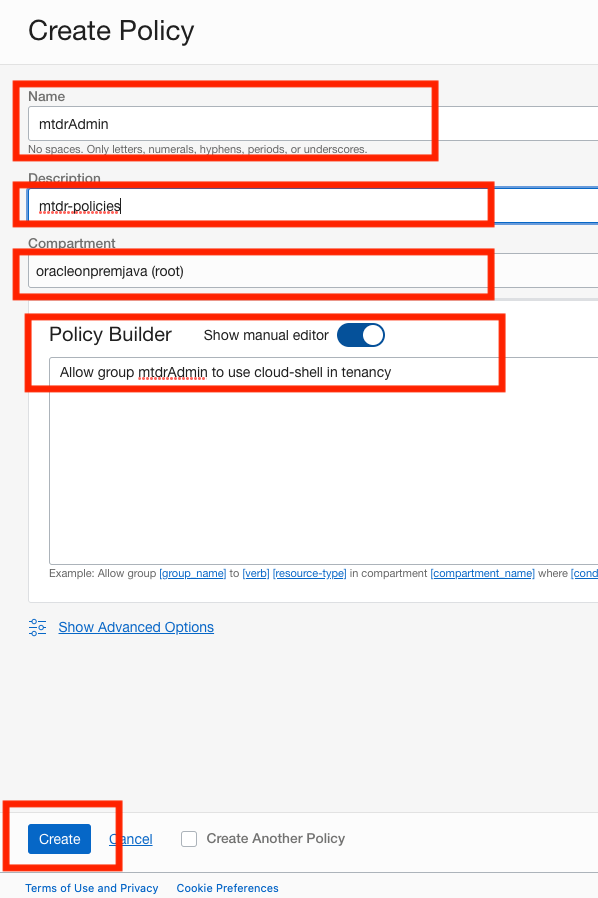 Create Policy
Name
mtdrAdmin
No spaces. Only letters, numerals, hyphens, periods, or underscores.
Description
mtdr-policies
Compartment
oracleonpremjava (root)
Policy Builder Show manual editor
Allow group mtdrAdmin to use cloud-shell in tenancy
Example: Allow group [group_name] to [verb] [resource-type] in compartment [compartment_name] where [cond
Show Advanced Options
Create Cancel Create Another Policy
Terms of Use and Privacy Cookie Preferences